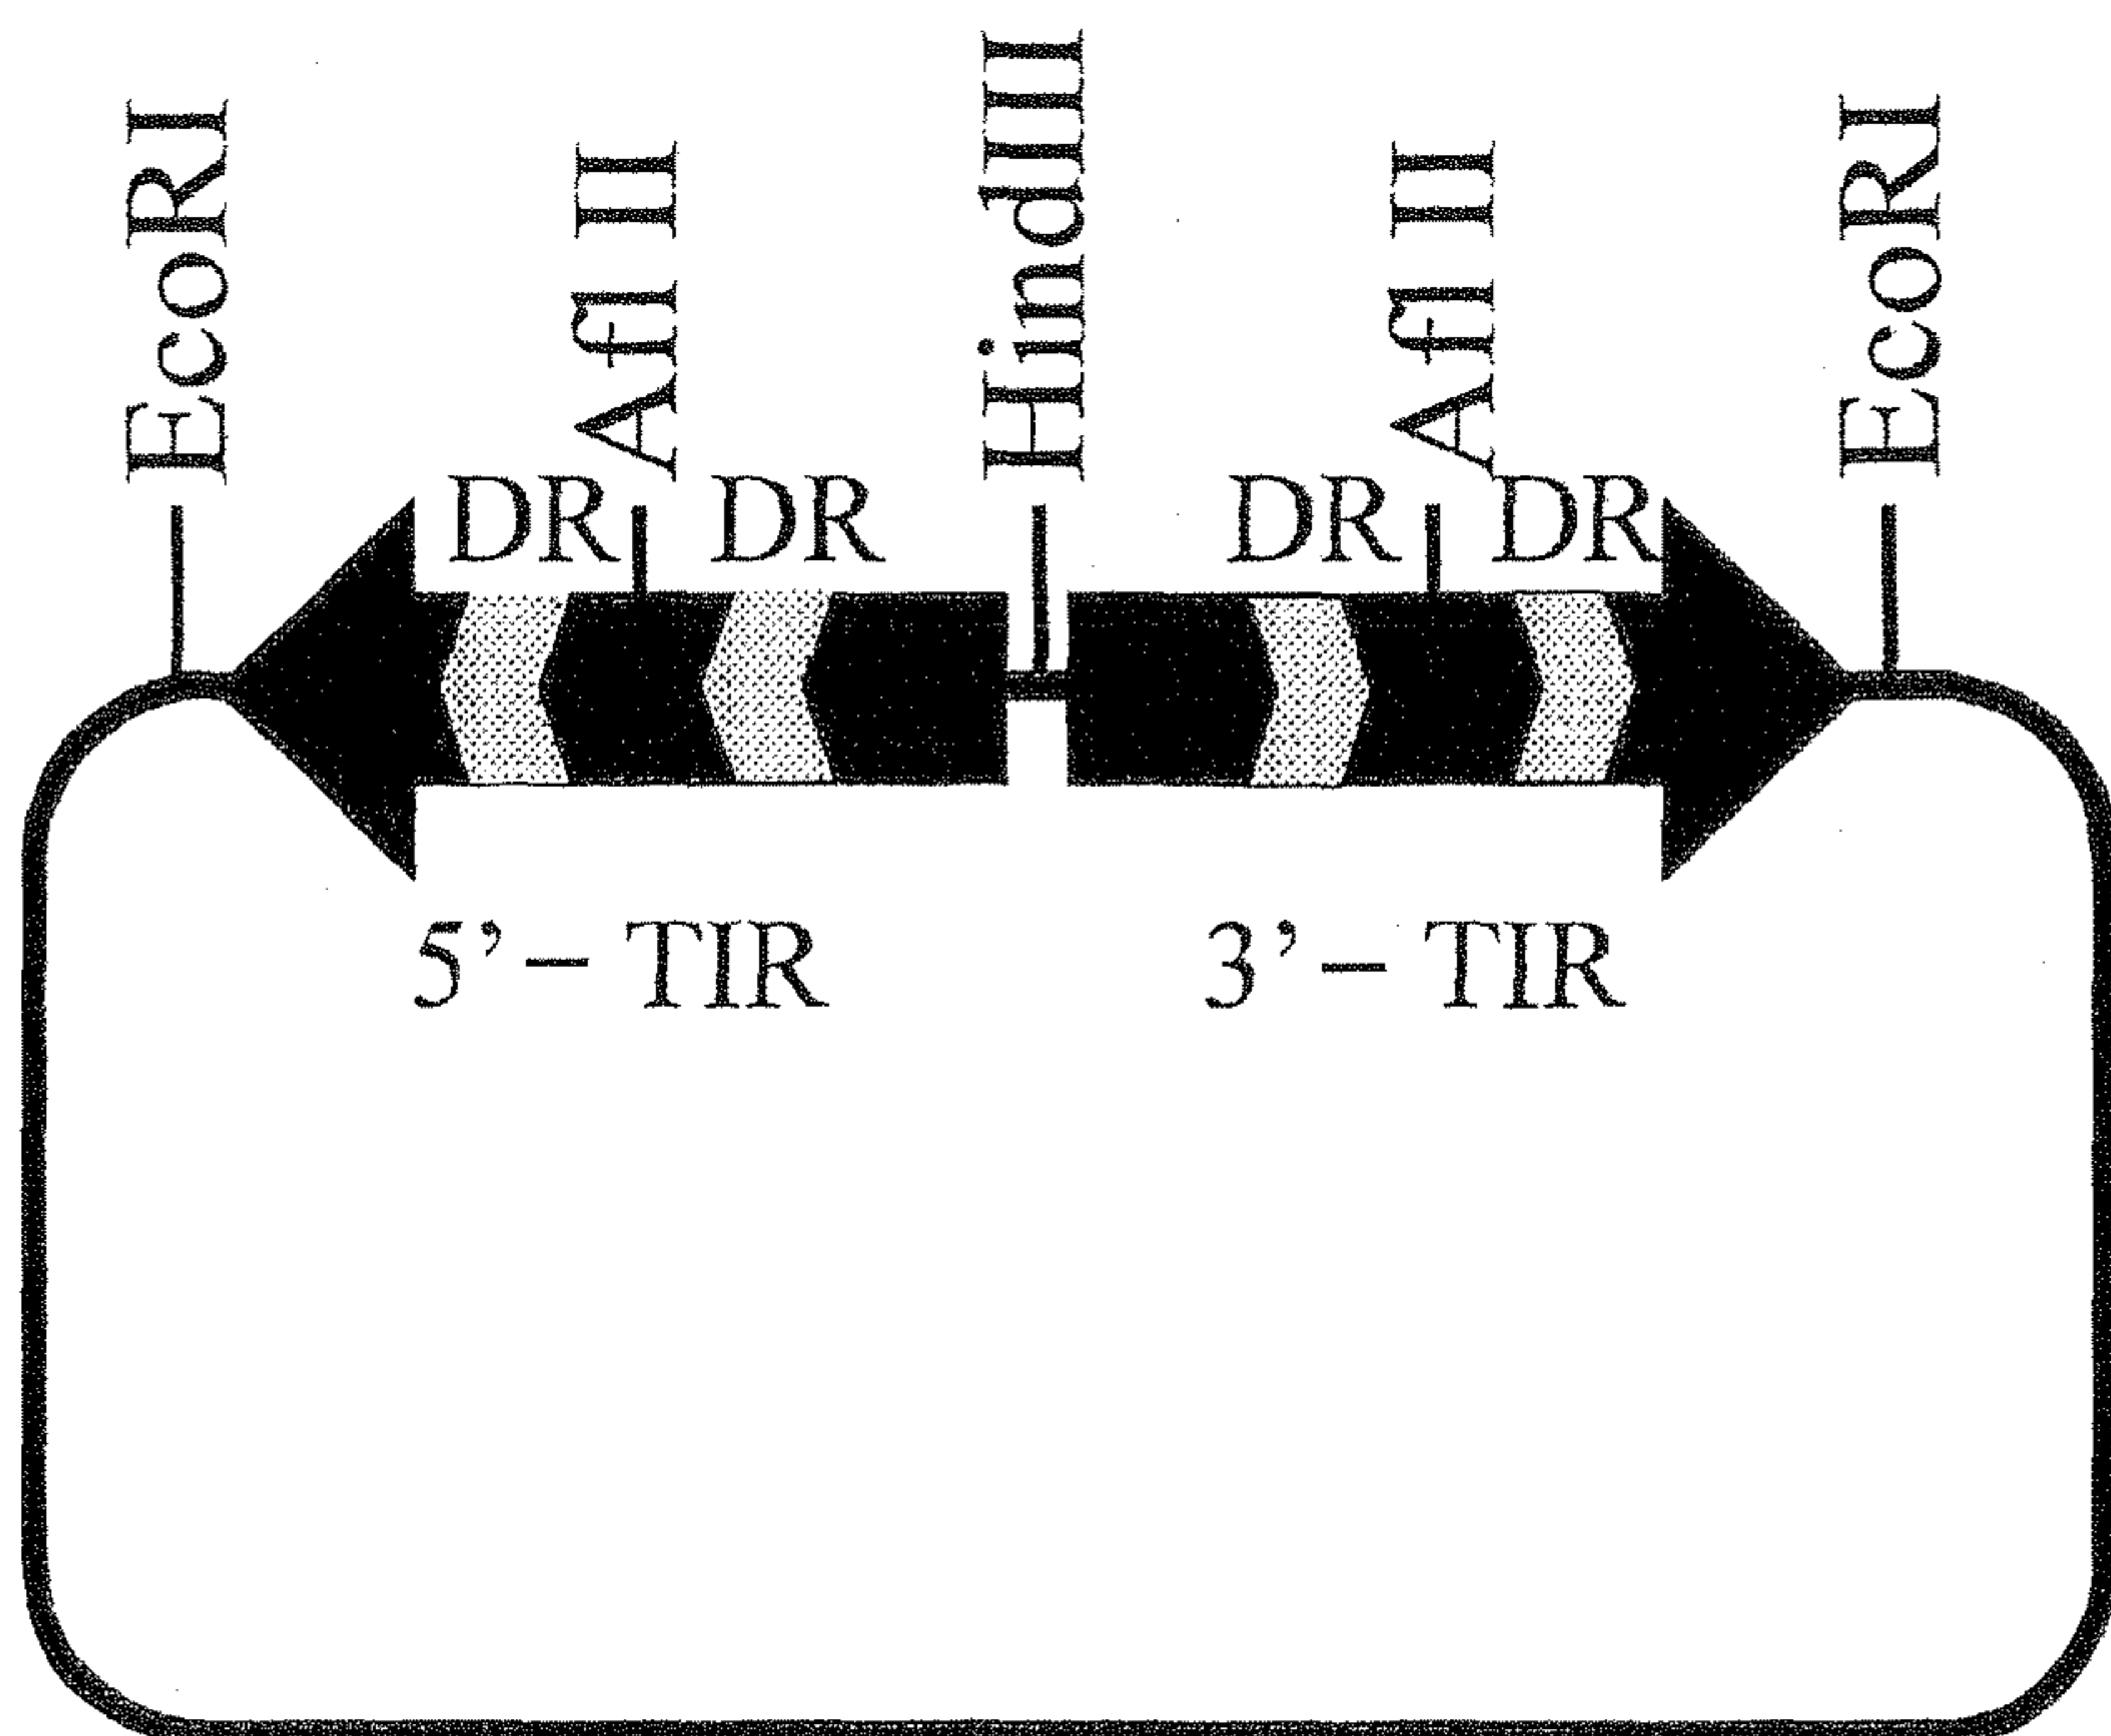 EcoRI
Afl II
HindIII
Afl II
EcoRI
DR
DR
DR
DR
5’– TIR
3’– TIR